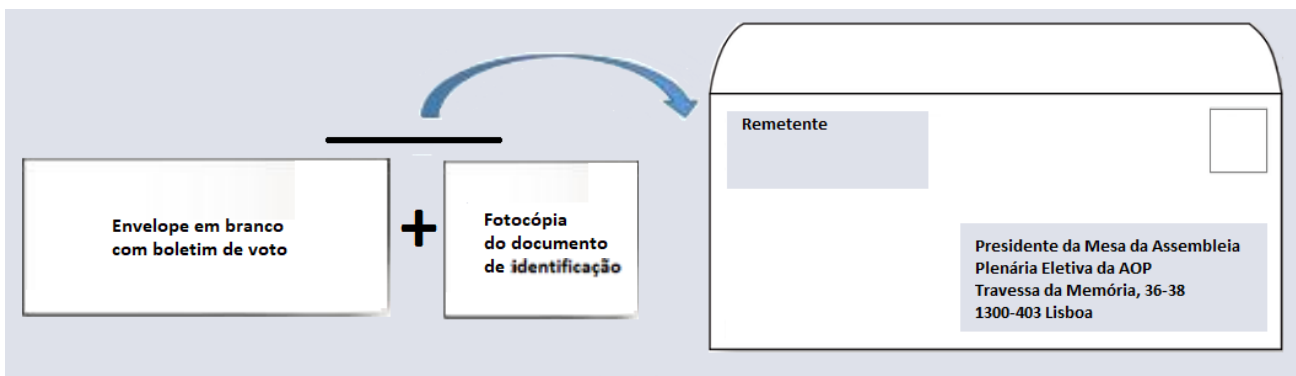 Envelope em branco
com boletim de voto
+
Fotocópia
do documento
de identificação
Remetente
Presidente da Mesa da Assembleia
Plenária Eletiva da AOP
Travessa da Memória, 36-38
1300-403 Lisboa